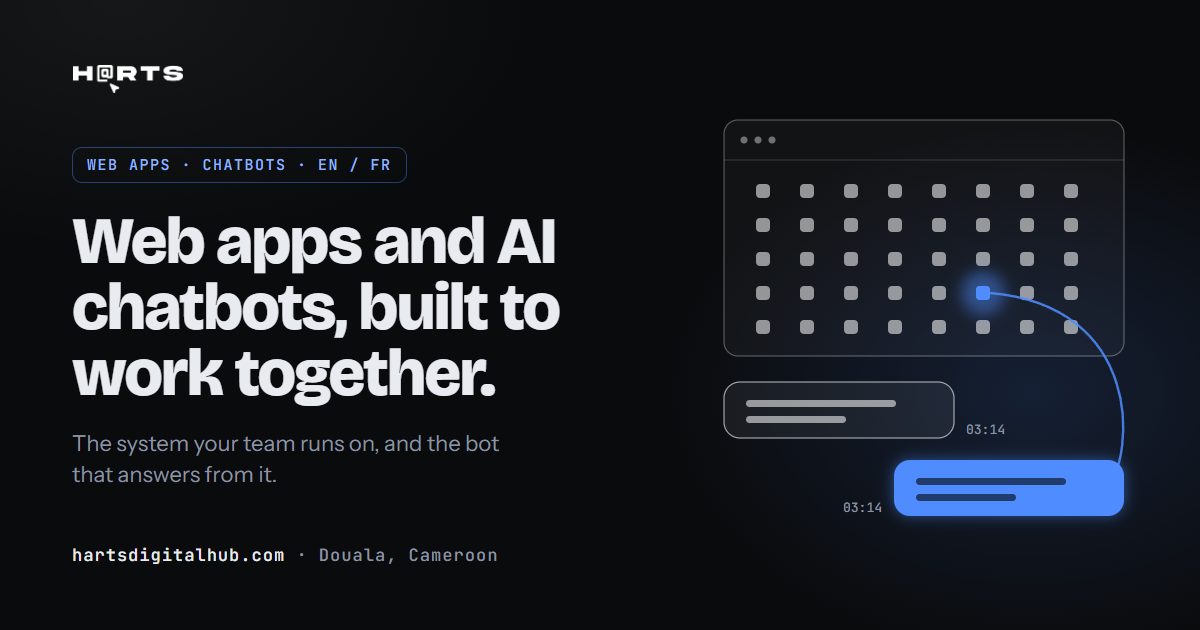 H@RTS
WEB APPS · CHATBOTS · EN / FR
Web apps and AI
chatbots, built to
work together.
The system your team runs on, and the bot
that answers from it.
hartsdigitalhub.com · Douala, Cameroon
03:14
03:14